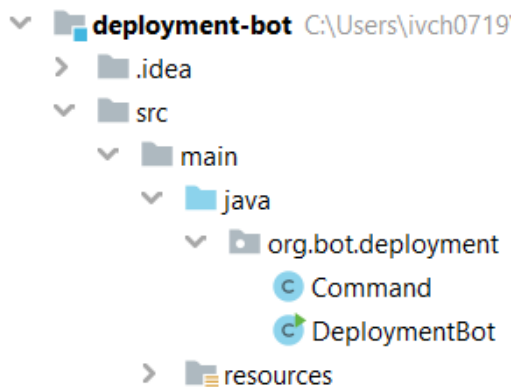 deployment-bot C:\Users\ivch0719\
.idea
src
main
java
org.bot.deployment
C Command
C DeploymentBot
resources